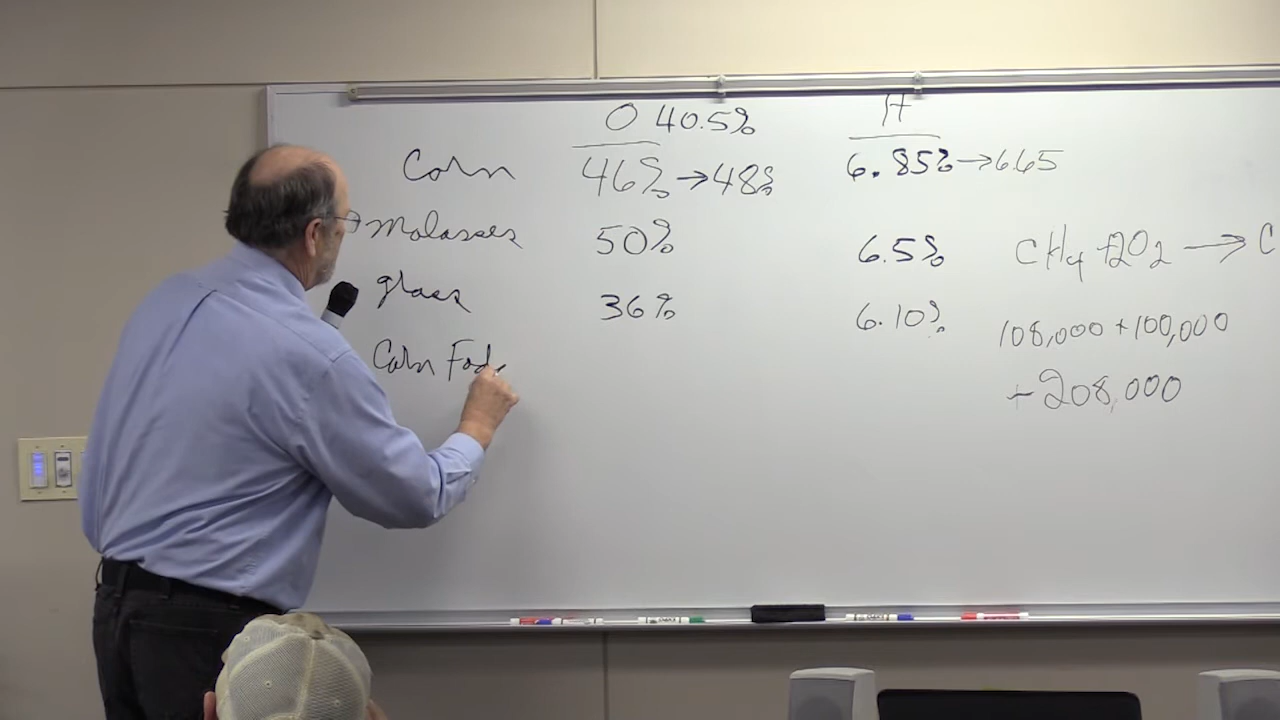 O 40.5% H
Corn 46% → 48% 6.85% → 6.65
→ Molasses 50% 6.5% CH4 + 2O2 → C
36% 6.10% 108,000 + 100,000
Corn Fod
+208,000